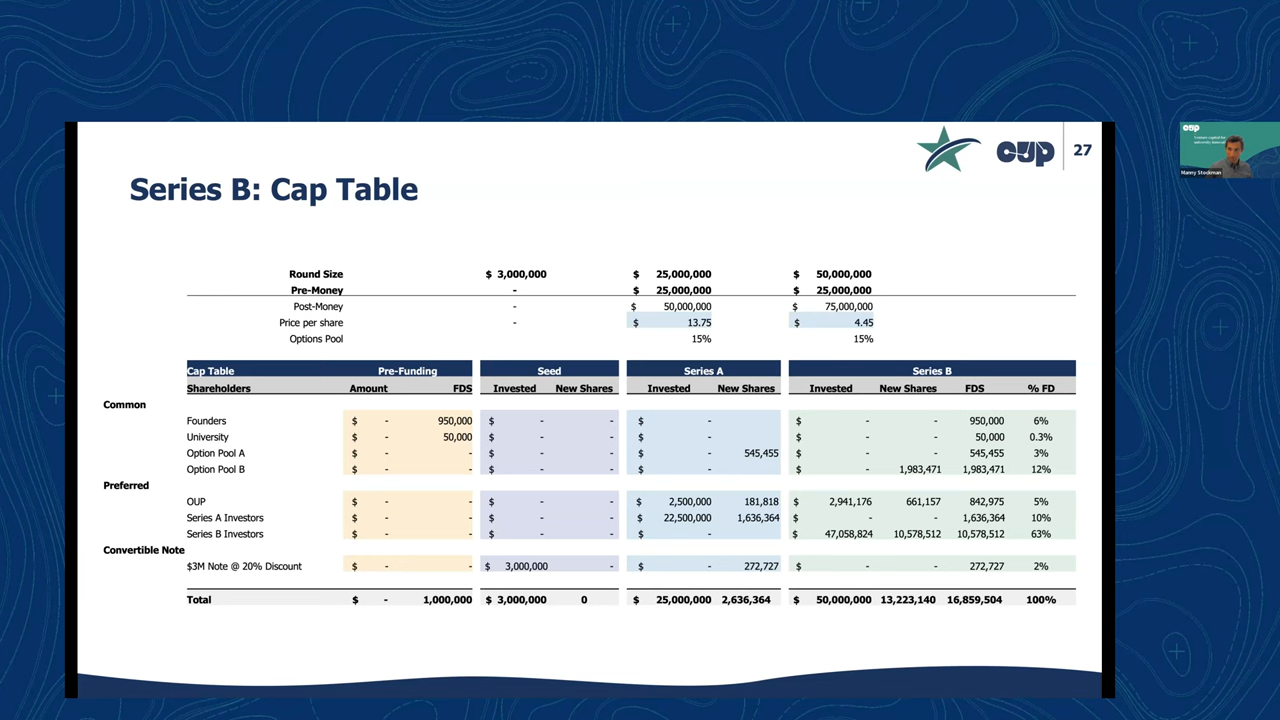 OUP
27
Series B: Cap Table
Round Size $ 3,000,000 $ 25,000,000 $ 50,000,000
Pre-Money - $ 25,000,000 $ 25,000,000
Post-Money - $ 50,000,000 $ 75,000,000
Price per share - $ 13.75 $ 4.45
Options Pool 15% 15%
Cap Table Pre-Funding Seed Series A Series B
Shareholders Amount FDS Invested New Shares Invested New Shares Invested New Shares FDS % FD
Common
Founders $ - 950,000 $ - - $ - $ - - 950,000 6%
University $ - 50,000 $ - - $ - $ - - 50,000 0.3%
Option Pool A $ - - $ - - $ - 545,455 $ - - 545,455 3%
Option Pool B $ - - $ - - $ - $ - 1,983,471 1,983,471 12%
Preferred
OUP $ - - $ - - $ 2,500,000 181,818 $ 2,941,176 661,157 842,975 5%
Series A Investors $ - - $ - - $ 22,500,000 1,636,364 $ - - 1,636,364 10%
Series B Investors $ - - $ - - $ - $ 47,058,824 10,578,512 10,578,512 63%
Convertible Note
$3M Note @ 20% Discount $ - - $ 3,000,000 - $ - 272,727 $ - - 272,727 2%
Total $ - 1,000,000 $ 3,000,000 0 $ 25,000,000 2,636,364 $ 50,000,000 13,223,140 16,859,504 100%
OUP
Venture capital for
university
Manny Stockman